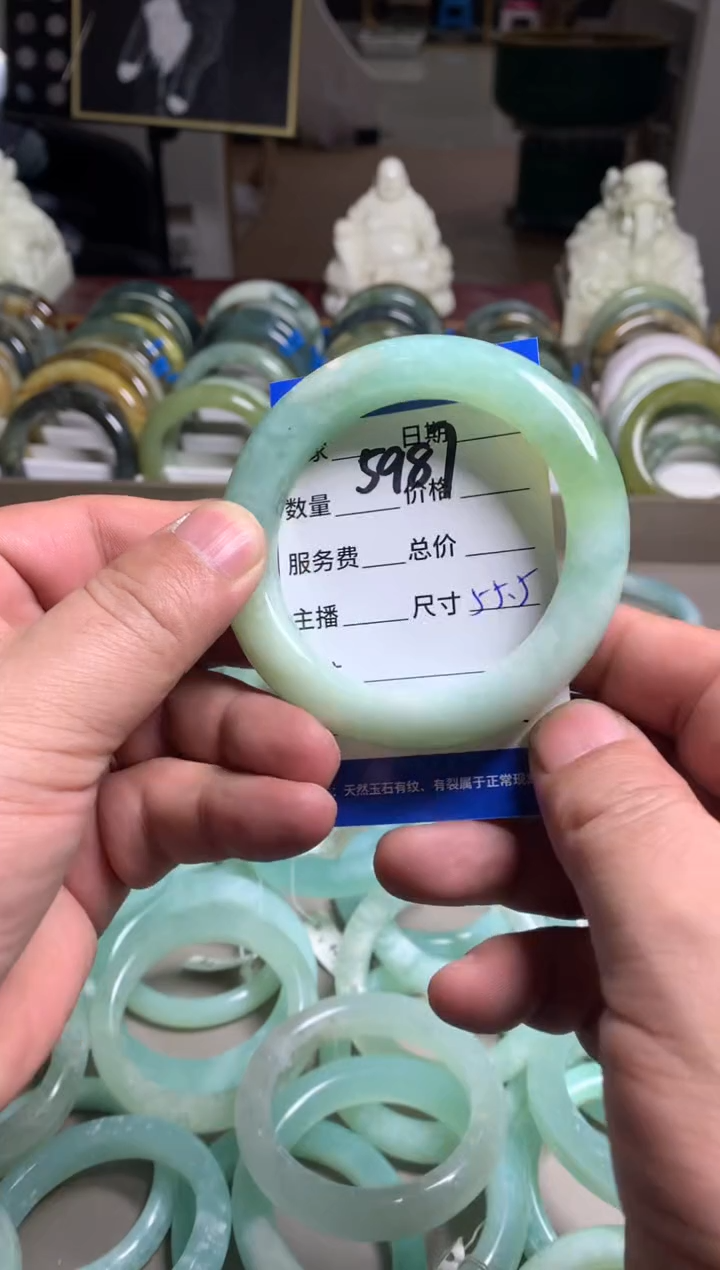 家 日期
5987
数量 价格
服务费 总价
主播 尺寸 55.5
天然玉石有纹、有裂属于正常现